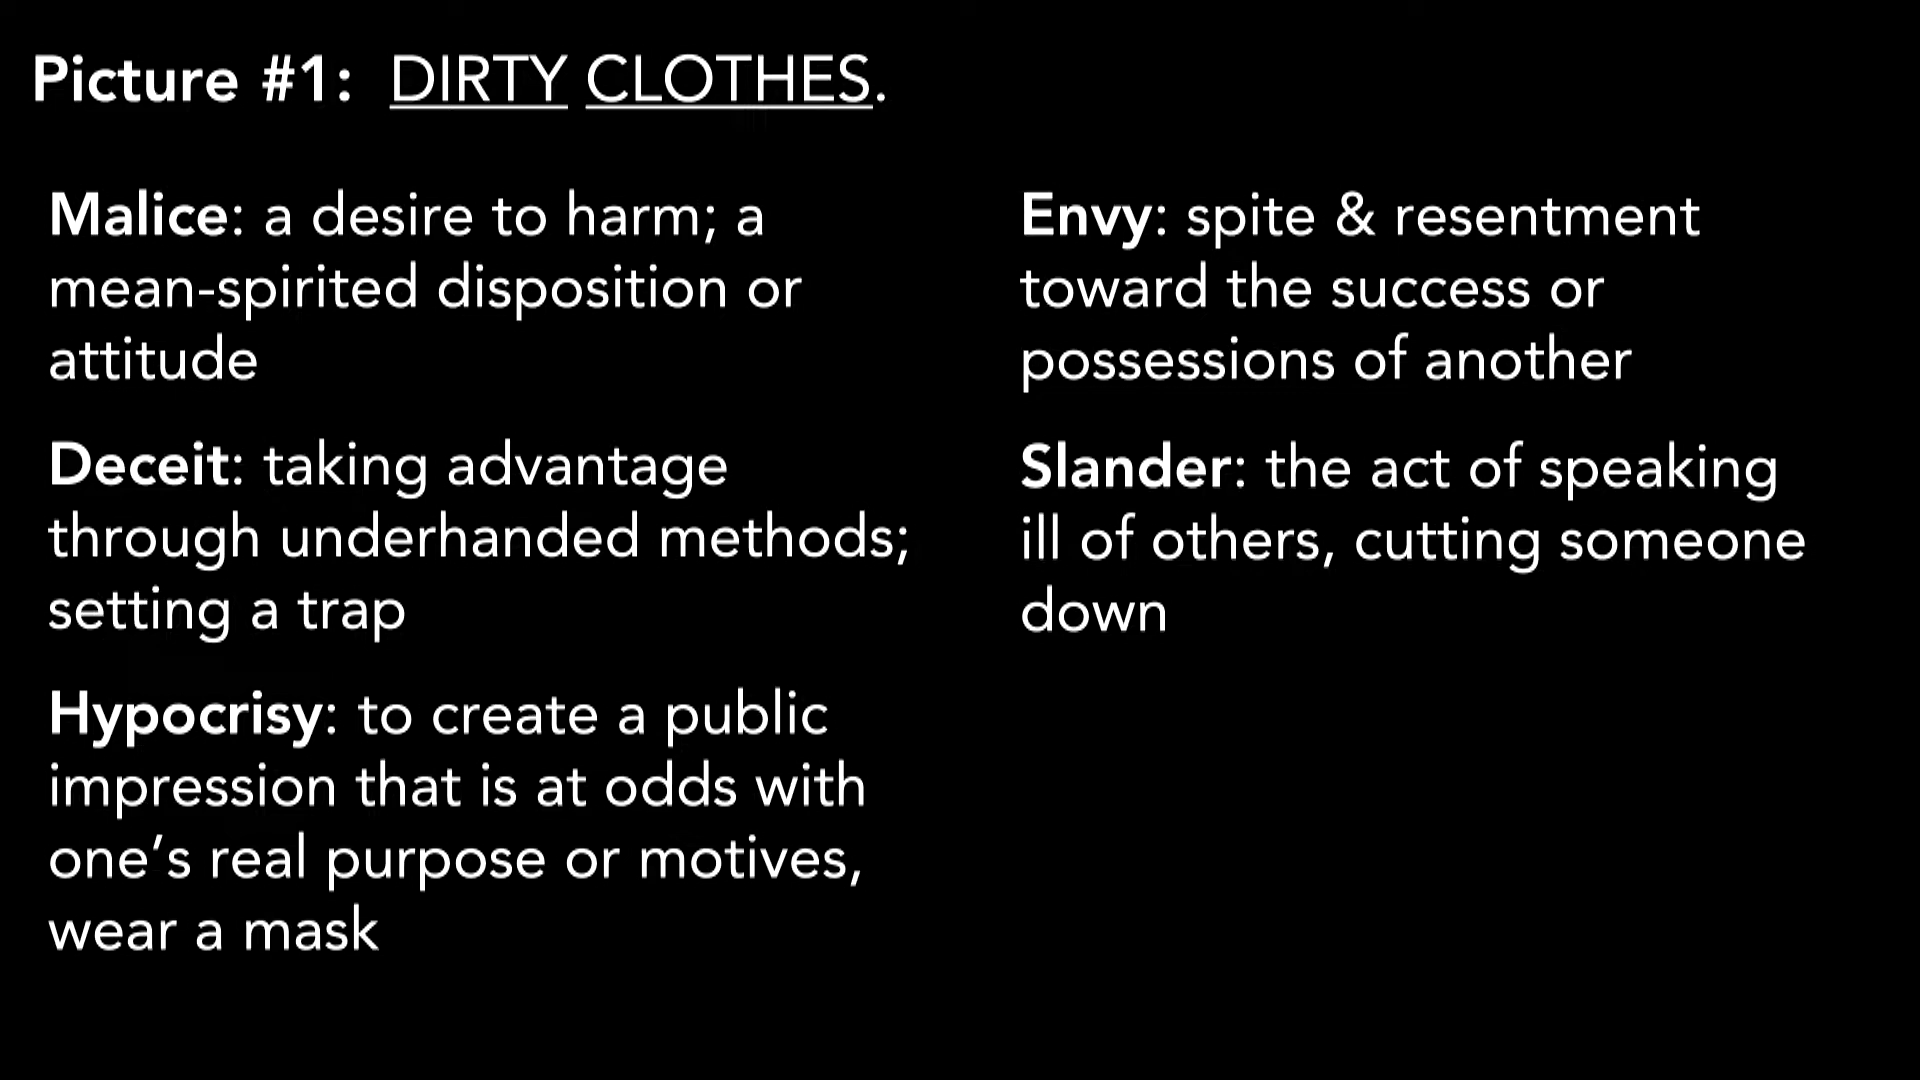 Picture #1: DIRTY CLOTHES.
Malice: a desire to harm; a
mean-spirited disposition or
attitude
Deceit: taking advantage
through underhanded methods;
setting a trap
Hypocrisy: to create a public
impression that is at odds with
one’s real purpose or motives,
wear a mask
Envy: spite & resentment
toward the success or
possessions of another
Slander: the act of speaking
ill of others, cutting someone
down